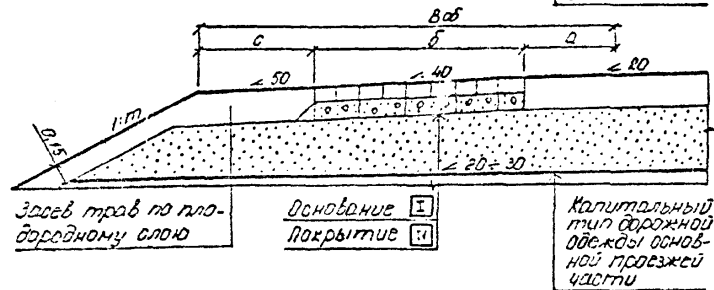 Bоб
c
б
а
50
40
20
1:m
0,15
20÷30
Засев трав по пло-
дородному слою
Основание I
Покрытие II
Капитальный
тип дорожной
одежды основ-
ной проезжей
части